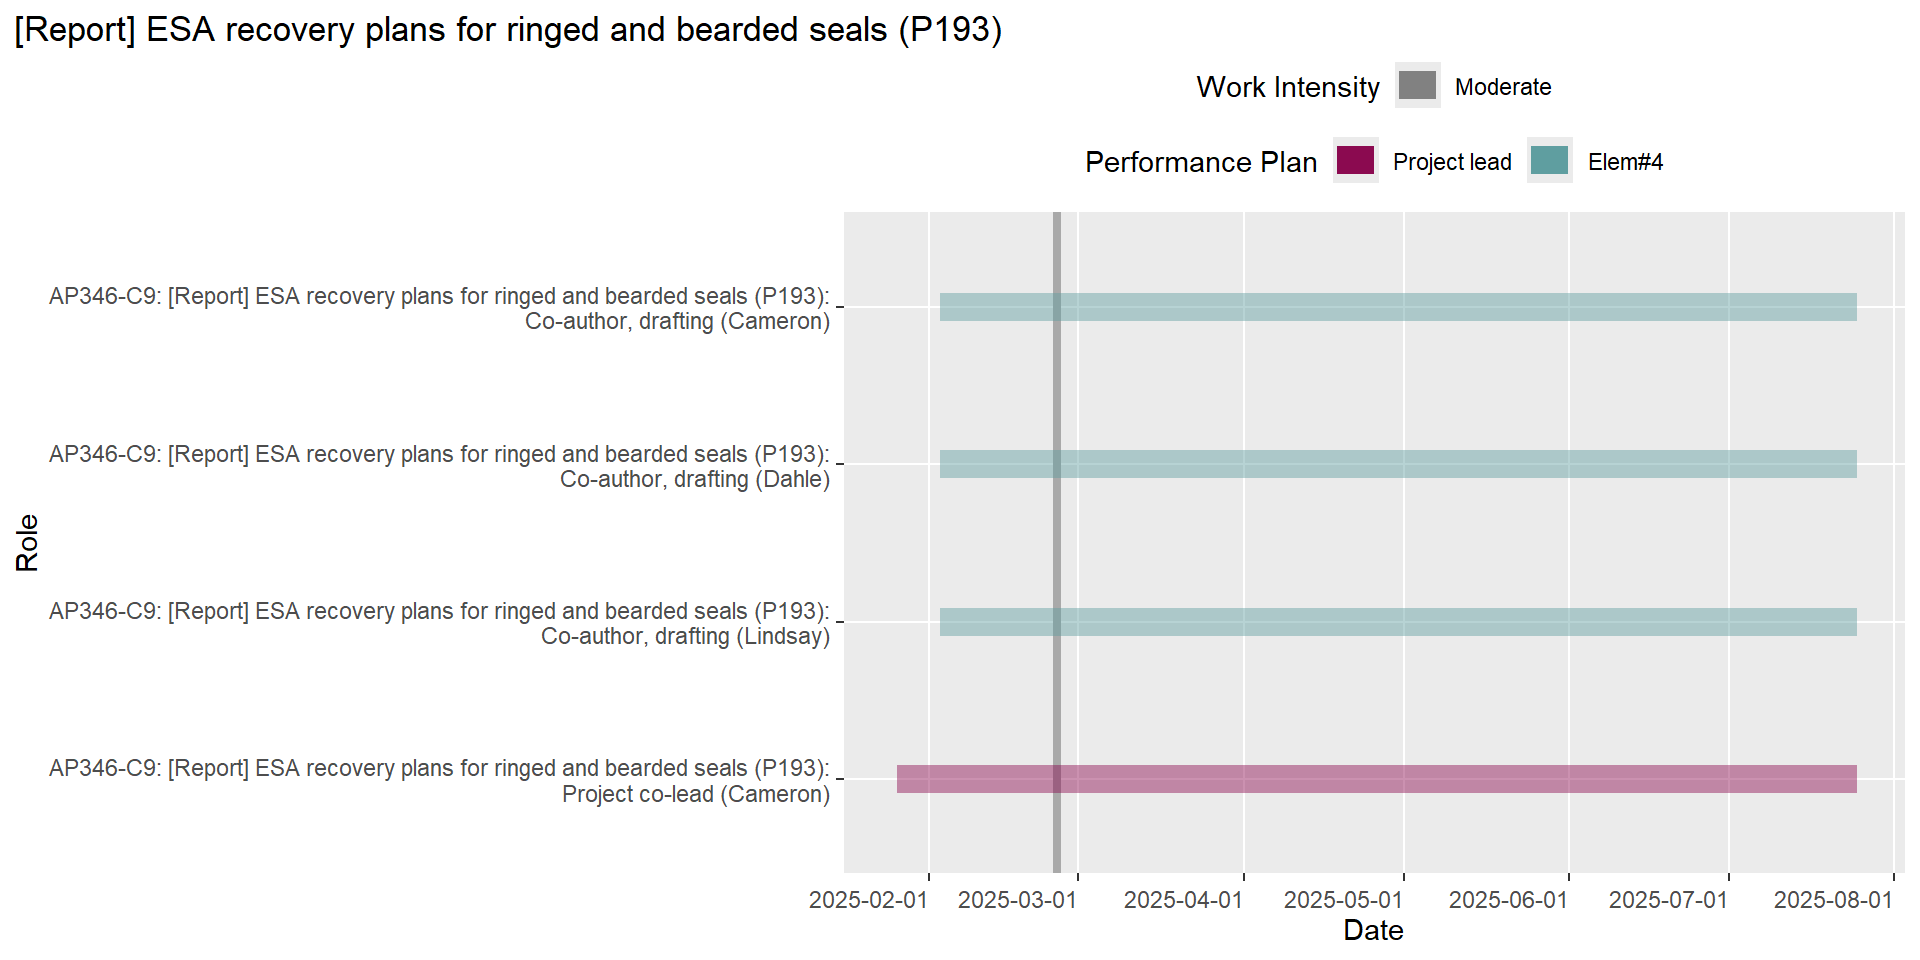 [Report] ESA recovery plans for ringed and bearded seals (P193)
Work Intensity Moderate
Performance Plan Project lead Elem#4
AP346-C9: [Report] ESA recovery plans for ringed and bearded seals (P193):
Co-author, drafting (Cameron)
AP346-C9: [Report] ESA recovery plans for ringed and bearded seals (P193):
Co-author, drafting (Dahle)
AP346-C9: [Report] ESA recovery plans for ringed and bearded seals (P193):
Co-author, drafting (Lindsay)
AP346-C9: [Report] ESA recovery plans for ringed and bearded seals (P193):
Project co-lead (Cameron)
Role
2025-02-01 2025-03-01 2025-04-01 2025-05-01 2025-06-01 2025-07-01 2025-08-01
Date